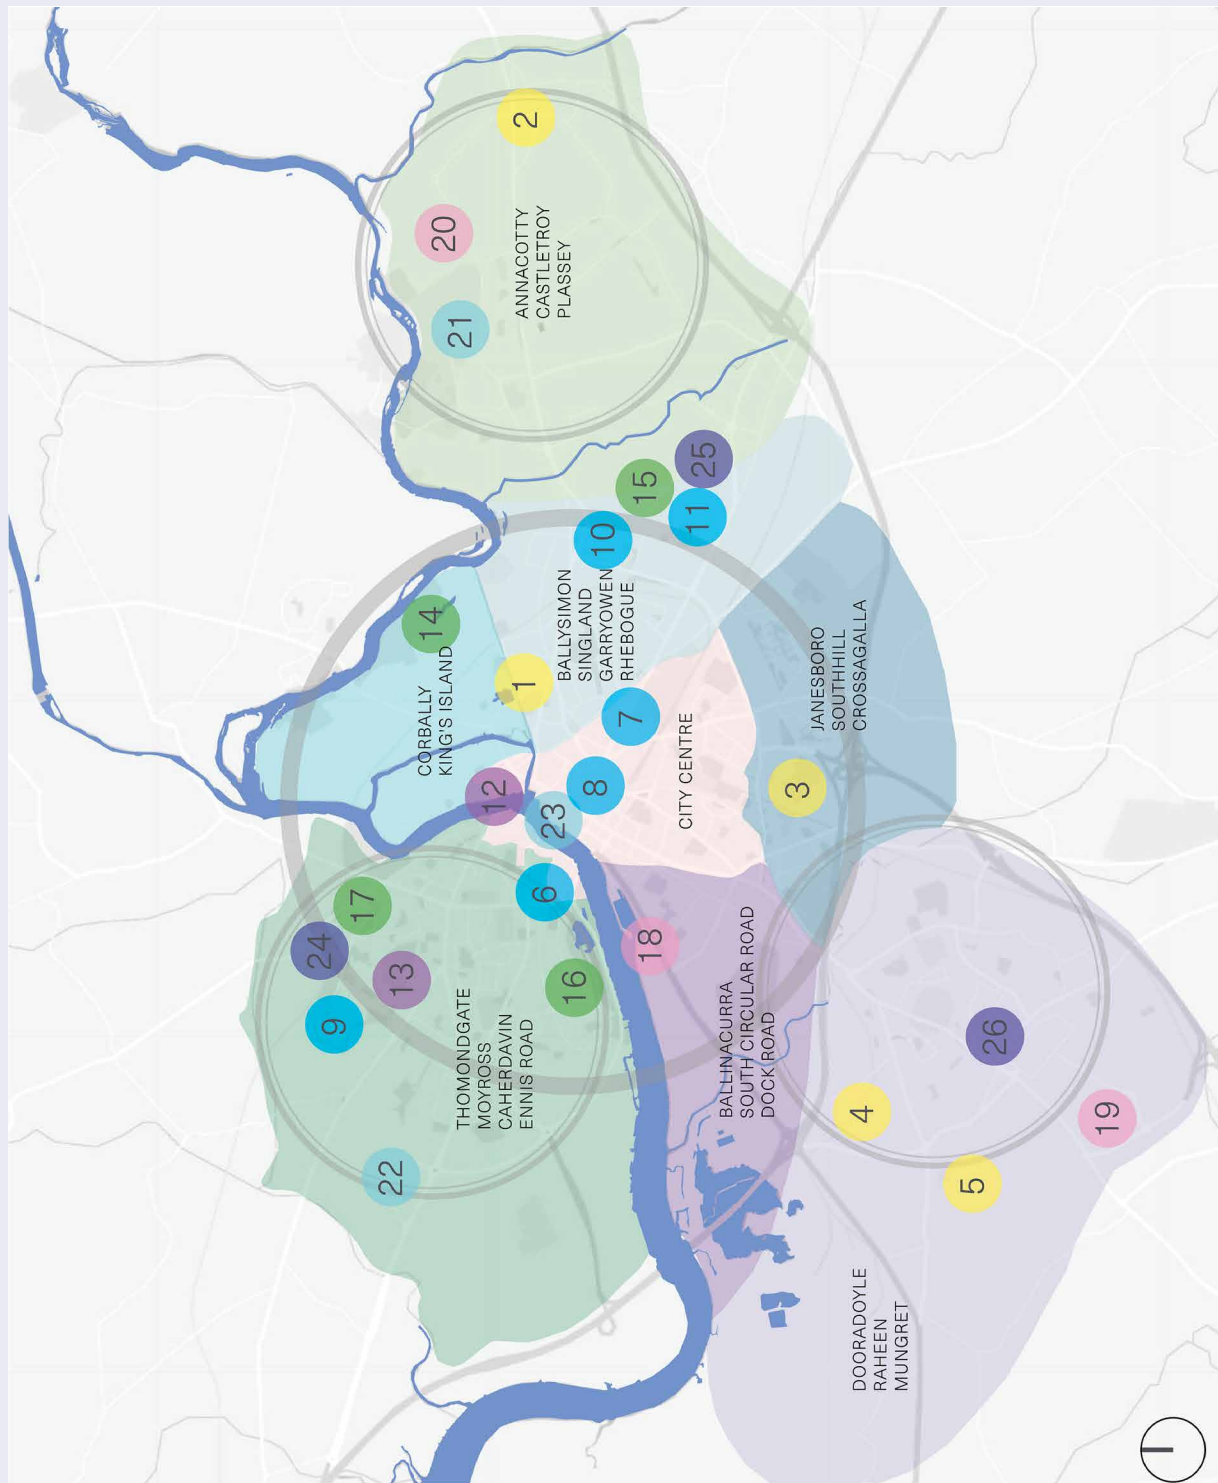 2
20
21
ANNACOTTY
CASTLETROY
PLASSEY
25
15
11
10
BALLYSIMON
SINGLAND
GARRYOWEN
RHEBOGUE
14
CORBALLY
KING'S ISLAND
1
7
8
CITY CENTRE
JANESBORO
SOUTHHILL
CROSSAGALLA
3
12
23
6
17
24
13
9
16
THOMONDGATE
MOYROSS
CAHERDAVIN
ENNIS ROAD
22
18
BALLINACURRA
SOUTH CIRCULAR ROAD
DOCK ROAD
26
4
19
5
DOORADOYLE
RAHEEN
MUNGRET